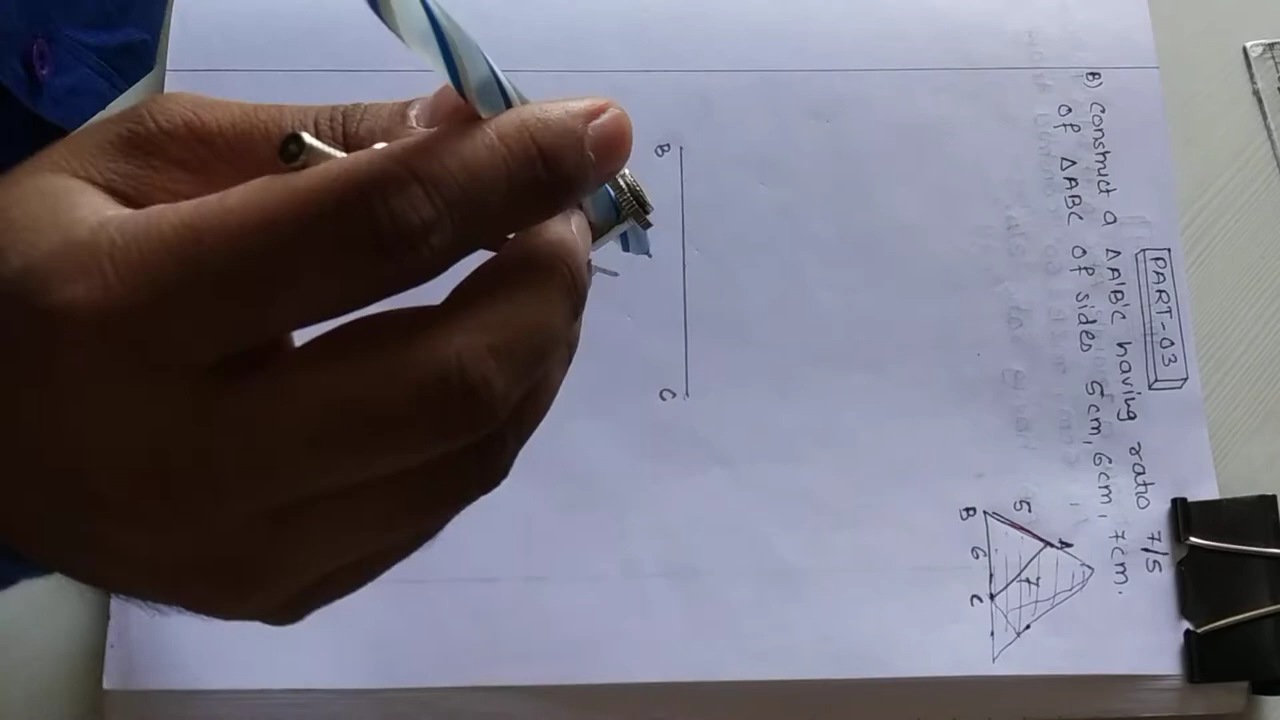 PART-03
B) Construct a ΔA'B'C' having ratio 7/5
of ΔABC of sides 5cm, 6cm, 7cm.
A
5
7
B 6 C
B C